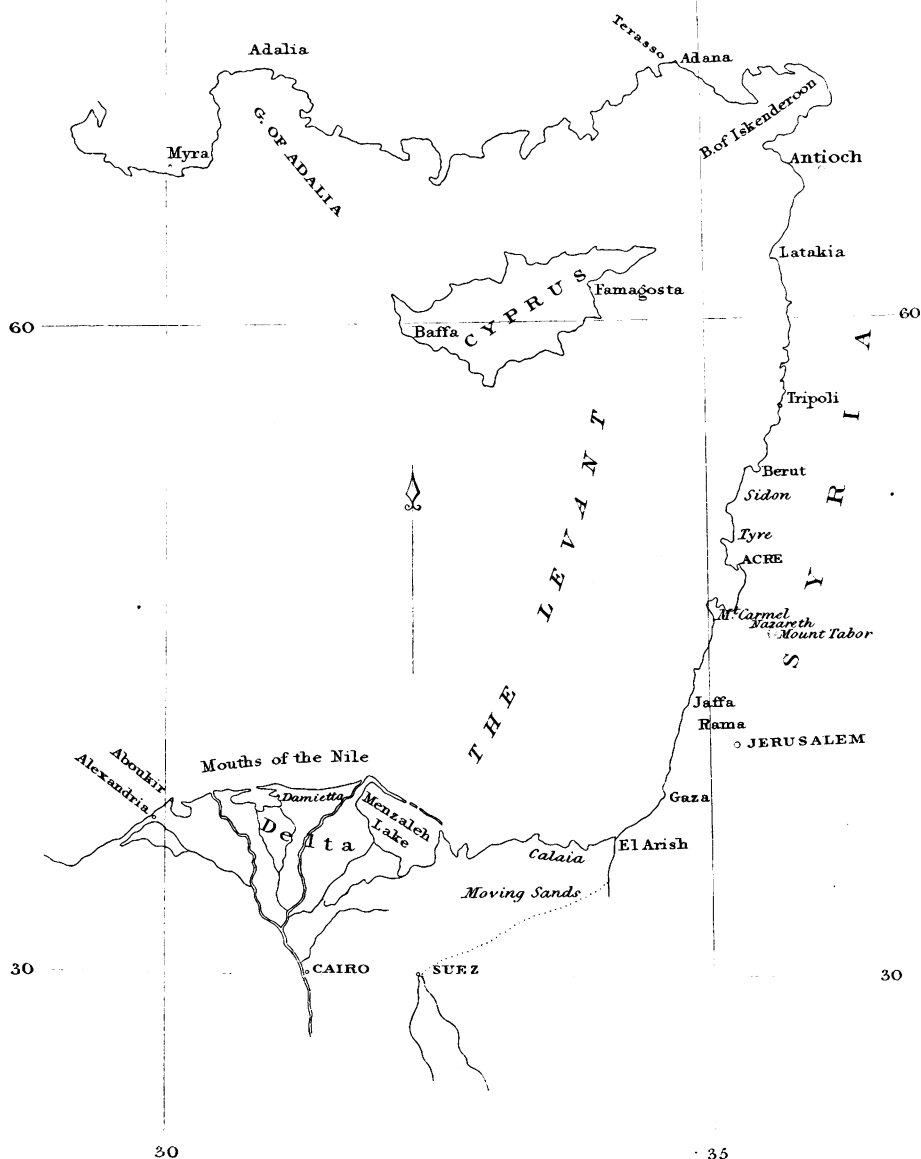 Terasso
Adana
Adalia
G. OF ADALIA
B. of Iskenderoon
Myra
Antioch
Latakia
CYPRUS
Famagosta
60
Baffa
60
Tripoli
SYRIA
THE LEVANT
Berut
Sidon
Tyre
ACRE
Mt. Carmel
Nazareth
Mount Tabor
Jaffa
Rama
JERUSALEM
Mouths of the Nile
Aboukir
Alexandria
Damietta
Menzaleh
Lake
Delta
Gaza
El Arish
Calaia
Moving Sands
30
CAIRO
SUEZ
30
30
35